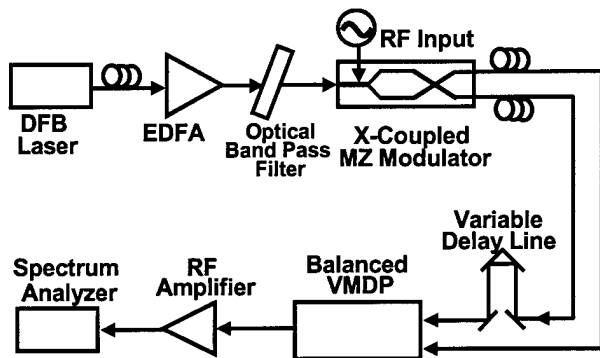 RF Input
DFB
Laser
EDFA
Optical
Band Pass
Filter
X-Coupled
MZ Modulator
Variable
Delay Line
Spectrum
Analyzer
RF
Amplifier
Balanced
VMDP